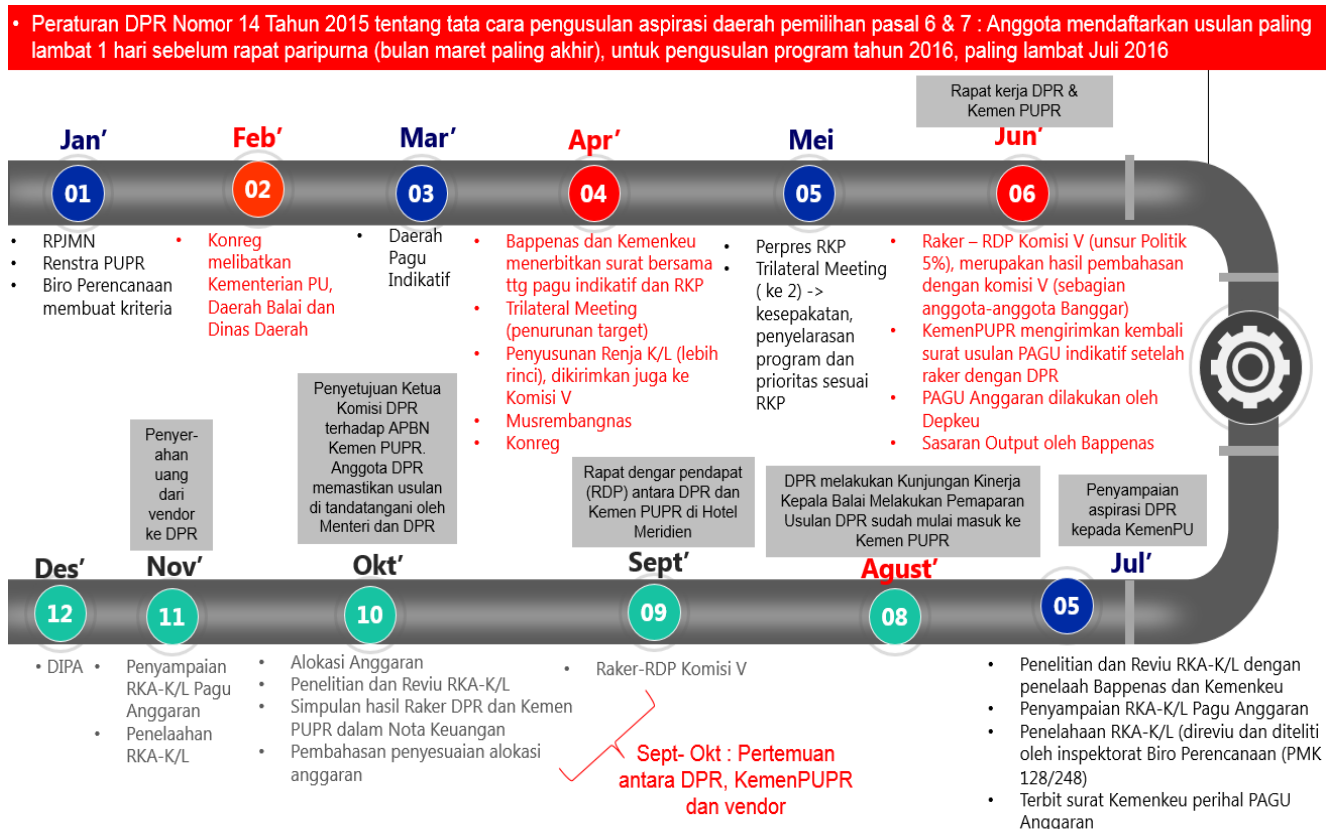 • Peraturan DPR Nomor 14 Tahun 2015 tentang tata cara pengusulan aspirasi daerah pemilihan pasal 6 & 7 : Anggota mendaftarkan usulan paling
lambat 1 hari sebelum rapat paripurna (bulan maret paling akhir), untuk pengusulan program tahun 2016, paling lambat Juli 2016
Rapat kerja DPR &
Kemen PUPR
Jan’
Feb’
Mar’
Apr’
Mei
Jun’
01
02
03
04
05
06
• RPJMN
• Renstra PUPR
• Biro Perencanaan
membuat kriteria
• Konreg
melibatkan
Kementerian PU,
Daerah Balai dan
Dinas Daerah
• Daerah
Pagu
Indikatif
• Bappenas dan Kemenkeu
menerbitkan surat bersama
ttg pagu indikatif dan RKP
• Trilateral Meeting
(penurunan target)
• Penyusunan Renja K/L (lebih
rinci), dikirimkan juga ke
Komisi V
• Musrembangnas
• Konreg
• Perpres RKP
• Trilateral Meeting
( ke 2) ->
kesepakatan,
penyelarasan
program dan
prioritas sesuai
RKP
• Raker – RDP Komisi V (unsur Politik
5%), merupakan hasil pembahasan
dengan komisi V (sebagian
anggota-anggota Banggar)
• KemenPUPR mengirimkan kembali
surat usulan PAGU indikatif setelah
raker dengan DPR
• PAGU Anggaran dilakukan oleh
Depkeu
• Sasaran Output oleh Bappenas
Penyer-
ahan
uang
dari
vendor
ke DPR
Penyetujuan Ketua
Komisi DPR
terhadap APBN
Kemen PUPR.
Anggota DPR
memastikan usulan
di tandatangani oleh
Menteri dan DPR
Rapat dengar pendapat
(RDP) antara DPR dan
Kemen PUPR di Hotel
Meridien
DPR melakukan Kunjungan Kinerja
Kepala Balai Melakukan Pemaparan
Usulan DPR sudah mulai masuk ke
Kemen PUPR
Penyampaian
aspirasi DPR
kepada KemenPU
Des’
Nov’
Okt’
Sept’
Agust’
Jul’
12
11
10
09
08
05
• DIPA
• Penyampaian
RKA-K/L Pagu
Anggaran
• Penelaahan
RKA-K/L
• Alokasi Anggaran
• Penelitian dan Reviu RKA-K/L
• Simpulan hasil Raker DPR dan Kemen
PUPR dalam Nota Keuangan
• Pembahasan penyesuaian alokasi
anggaran
• Raker-RDP Komisi V
Sept- Okt : Pertemuan
antara DPR, KemenPUPR
dan vendor
• Penelitian dan Reviu RKA-K/L dengan
penelaah Bappenas dan Kemenkeu
• Penyampaian RKA-K/L Pagu Anggaran
• Penelahaan RKA-K/L (direviu dan diteliti
oleh inspektorat Biro Perencanaan (PMK
128/248)
• Terbit surat Kemenkeu perihal PAGU
Anggaran